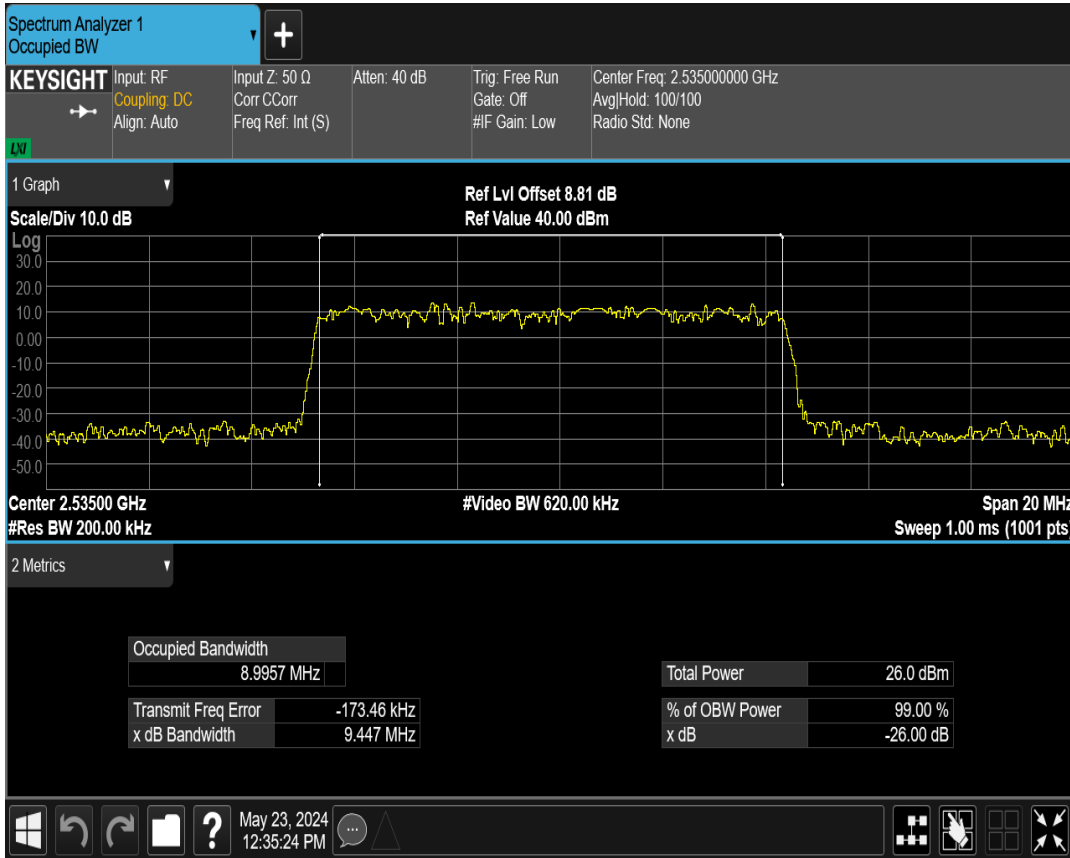 Spectrum Analyzer 1
Occupied BW
+
KEYSIGHT
LXI
Input: RF
Coupling: DC
Align: Auto
Input Z: 50 Ω
Corr CCorr
Freq Ref: Int (S)
Atten: 40 dB
Trig: Free Run
Gate: Off
#IF Gain: Low
Center Freq: 2.535000000 GHz
Avg|Hold: 100/100
Radio Std: None
1 Graph
Scale/Div 10.0 dB
Ref Lvl Offset 8.81 dB
Ref Value 40.00 dBm
Log
30.0
20.0
10.0
0.00
-10.0
-20.0
-30.0
-40.0
-50.0
Center 2.53500 GHz
#Video BW 620.00 kHz
Span 20 MHz
#Res BW 200.00 kHz
Sweep 1.00 ms (1001 pts)
2 Metrics
Occupied Bandwidth
8.9957 MHz
Transmit Freq Error -173.46 kHz
x dB Bandwidth 9.447 MHz
Total Power 26.0 dBm
% of OBW Power 99.00 %
x dB -26.00 dB
?
May 23, 2024
12:35:24 PM